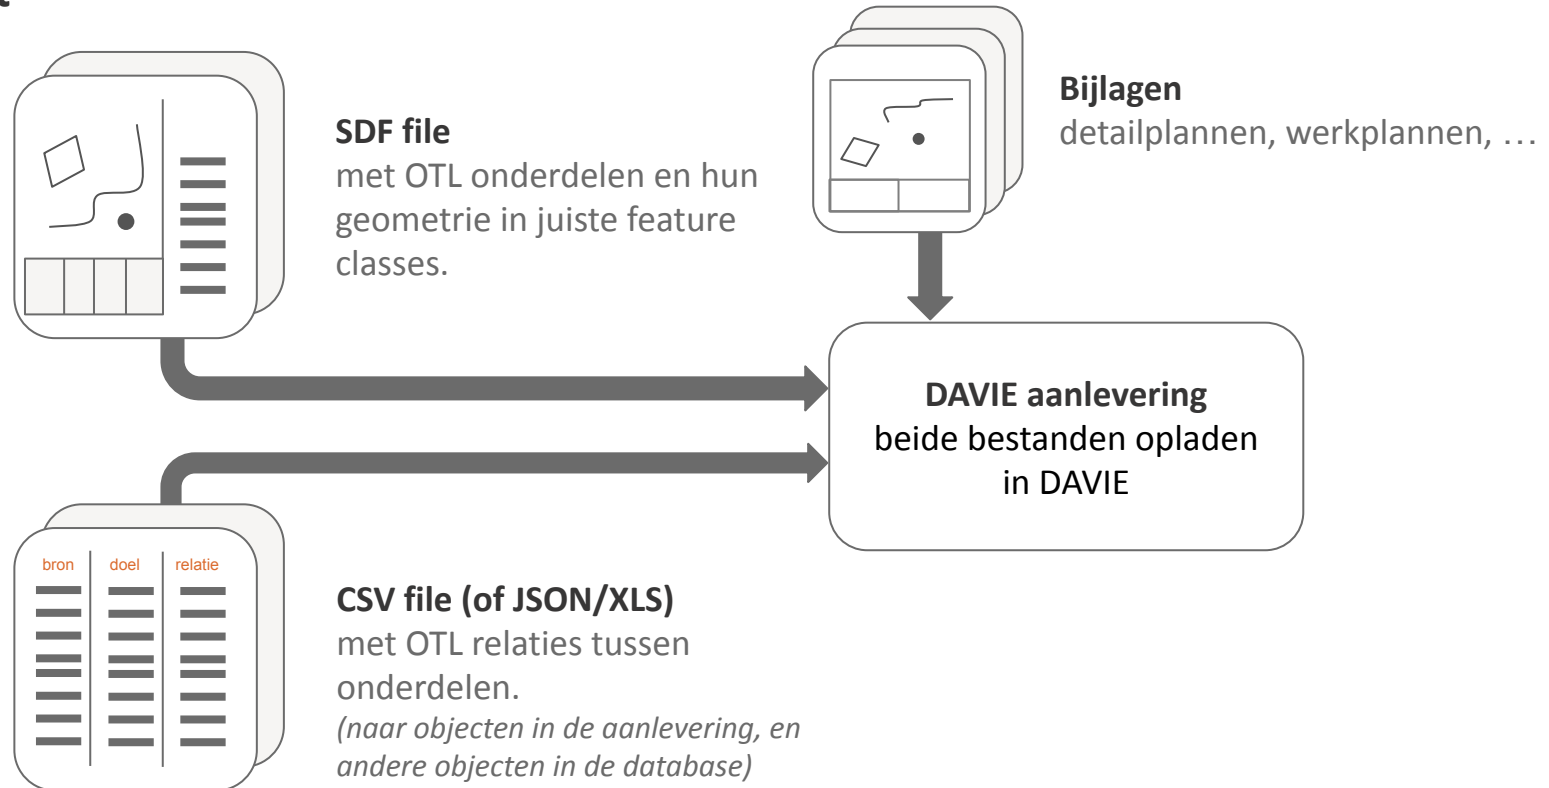 Bijlagen
detailplannen, werkplannen, …
SDF file
met OTL onderdelen en hun
geometrie in juiste feature
classes.
DAVIE aanlevering
beide bestanden opladen
in DAVIE
bron doel relatie
CSV file (of JSON/XLS)
met OTL relaties tussen
onderdelen.
(naar objecten in de aanlevering, en
andere objecten in de database)